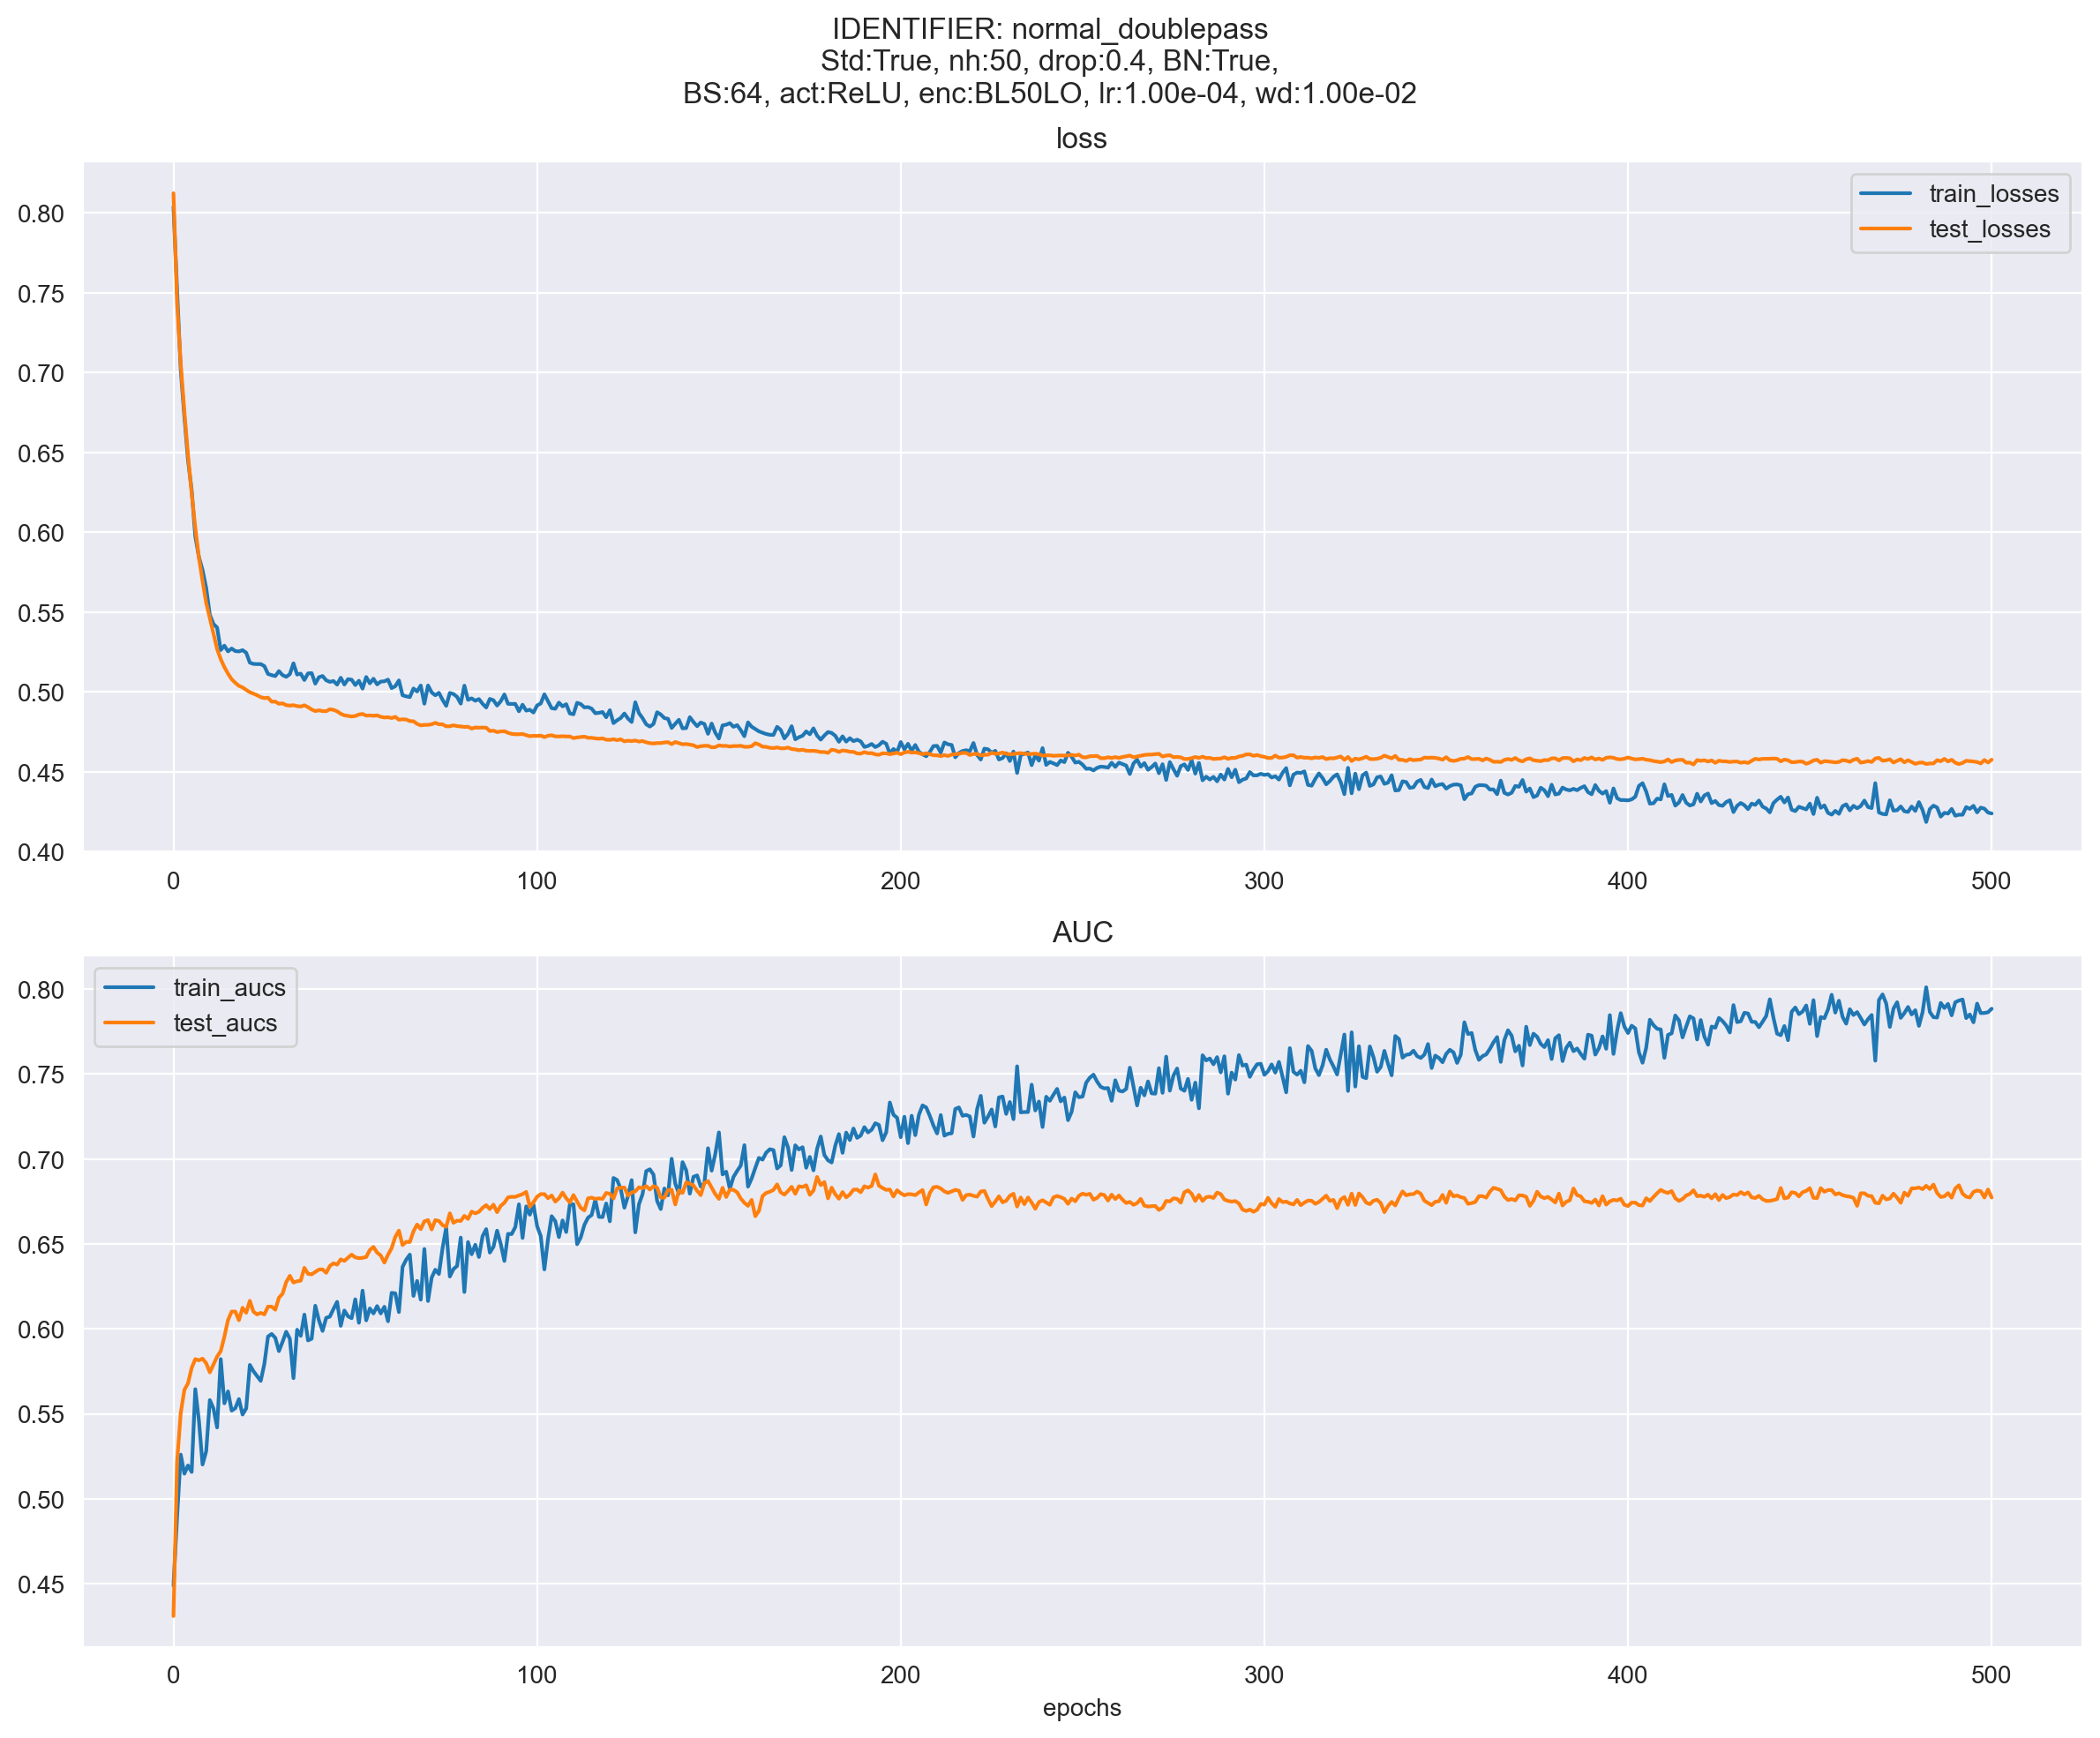 IDENTIFIER: normal_doublepass
Std:True, nh:50, drop:0.4, BN:True,
BS:64, act:ReLU, enc:BL50LO, lr:1.00e-04, wd:1.00e-02
loss
train_losses
test_losses
0.80
0.75
0.70
0.65
0.60
0.55
0.50
0.45
0.40
0 100 200 300 400 500
AUC
train_aucs
test_aucs
0.80
0.75
0.70
0.65
0.60
0.55
0.50
0.45
0 100 200 300 400 500
epochs